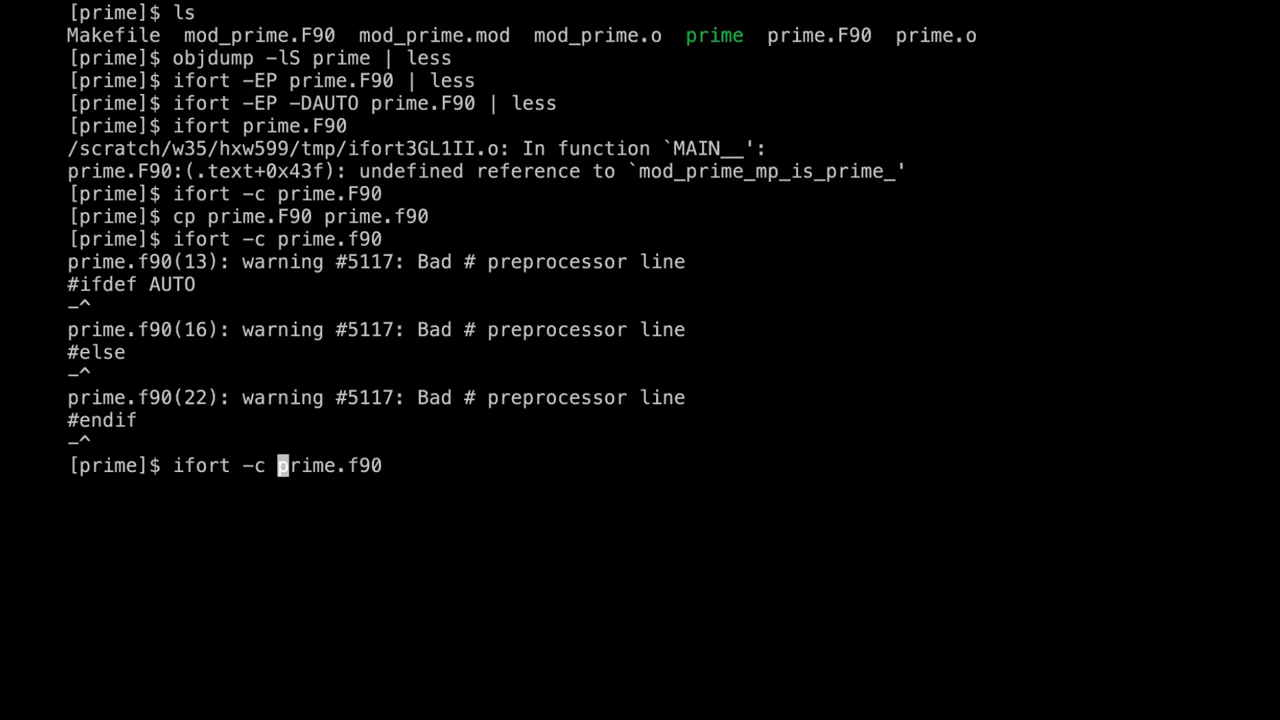 [prime]$ ls
Makefile  mod_prime.F90  mod_prime.mod  mod_prime.o  prime  prime.F90  prime.o
[prime]$ objdump -lS prime | less
[prime]$ ifort -EP prime.F90 | less
[prime]$ ifort -EP -DAUTO prime.F90 | less
[prime]$ ifort prime.F90
/scratch/w35/hxw599/tmp/ifort3GL1II.o: In function `MAIN__':
prime.F90:(.text+0x43f): undefined reference to `mod_prime_mp_is_prime_'
[prime]$ ifort -c prime.F90
[prime]$ cp prime.F90 prime.f90
[prime]$ ifort -c prime.f90
prime.f90(13): warning #5117: Bad # preprocessor line
#ifdef AUTO
-^
prime.f90(16): warning #5117: Bad # preprocessor line
#else
-^
prime.f90(22): warning #5117: Bad # preprocessor line
#endif
-^
[prime]$ ifort -c prime.f90